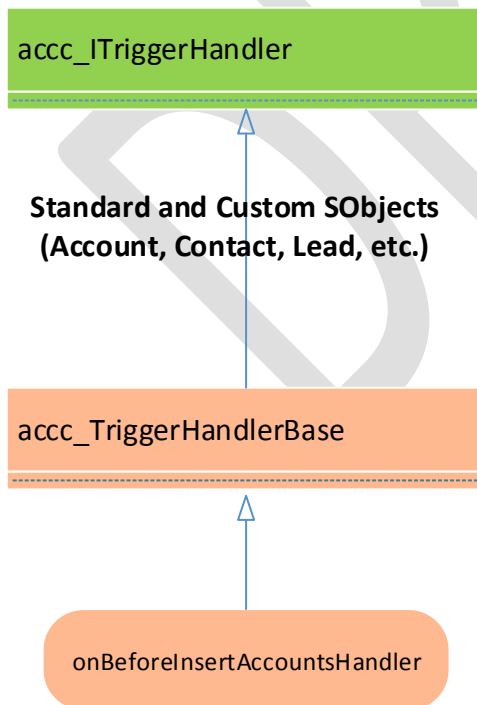 accc_ITriggerHandler
Standard and Custom SObjects
(Account, Contact, Lead, etc.)
accc_TriggerHandlerBase
onBeforeInsertAccountsHandler